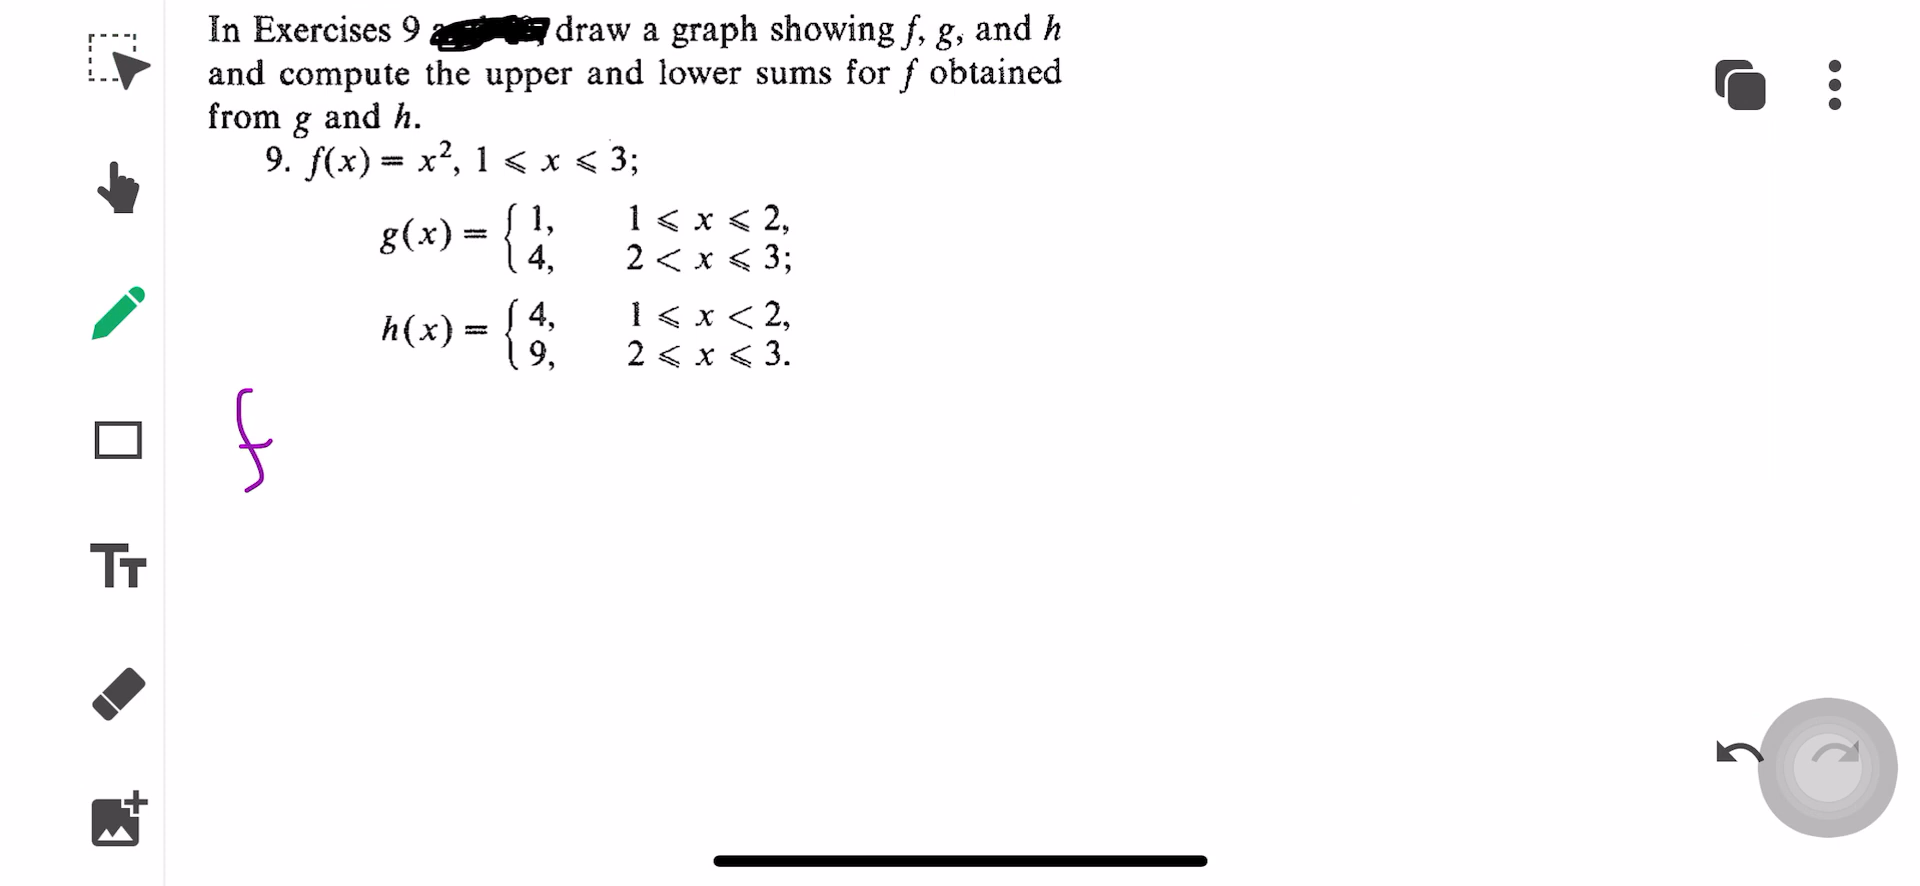 In Exercises 9 draw a graph showing f, g, and h
and compute the upper and lower sums for f obtained
from g and h.
9. f(x) = x², 1 ⩽ x ⩽ 3;
g(x) = { 1, 1 ⩽ x ⩽ 2,
4, 2 < x ⩽ 3;
h(x) = { 4, 1 ⩽ x < 2,
9, 2 ⩽ x ⩽ 3.
f
TT